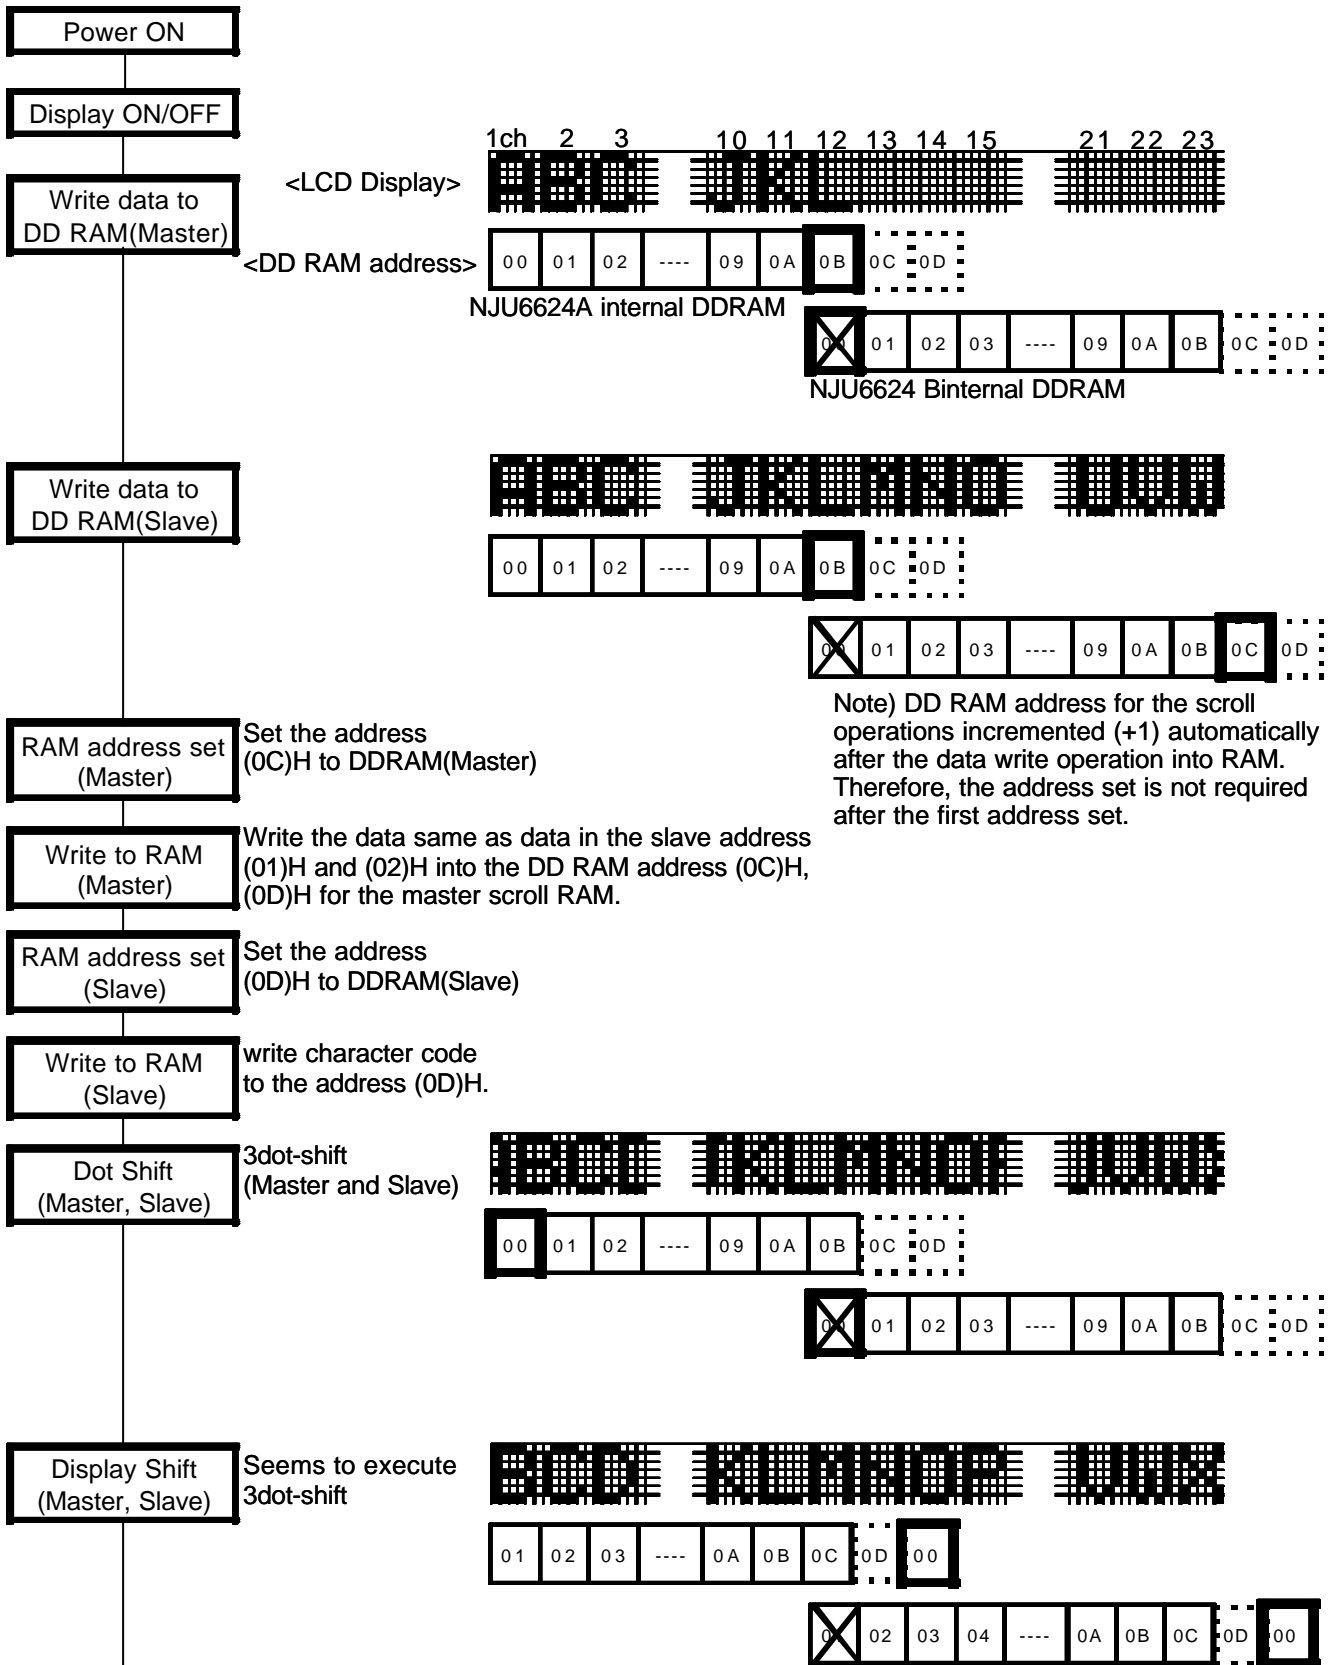 Power ON
Display ON/OFF
1ch 2 3 10 11 12 13 14 15 21 22 23
<LCD Display>
ABC JKL
Write data to
DD RAM(Master)
<DD RAM address>
00 01 02 ---- 09 0A 0B 0C 0D
NJU6624A internal DDRAM
00 01 02 03 ---- 09 0A 0B 0C 0D
NJU6624 Binternal DDRAM
Write data to
DD RAM(Slave)
ABC JKLMNO UVW
00 01 02 ---- 09 0A 0B 0C 0D
00 01 02 03 ---- 09 0A 0B 0C 0D
Note) DD RAM address for the scroll
operations incremented (+1) automatically
after the data write operation into RAM.
Therefore, the address set is not required
after the first address set.
RAM address set
(Master)
Set the address
(0C)H to DDRAM(Master)
Write to RAM
(Master)
Write the data same as data in the slave address
(01)H and (02)H into the DD RAM address (0C)H,
(0D)H for the master scroll RAM.
RAM address set
(Slave)
Set the address
(0D)H to DDRAM(Slave)
Write to RAM
(Slave)
write character code
to the address (0D)H.
Dot Shift
(Master, Slave)
3dot-shift
(Master and Slave)
00 01 02 ---- 09 0A 0B 0C 0D
00 01 02 03 ---- 09 0A 0B 0C 0D
Display Shift
(Master, Slave)
Seems to execute
3dot-shift
BCD KLMNOP VWX
01 02 03 ---- 0A 0B 0C 0D 00
02 03 04 ---- 0A 0B 0C 0D 00